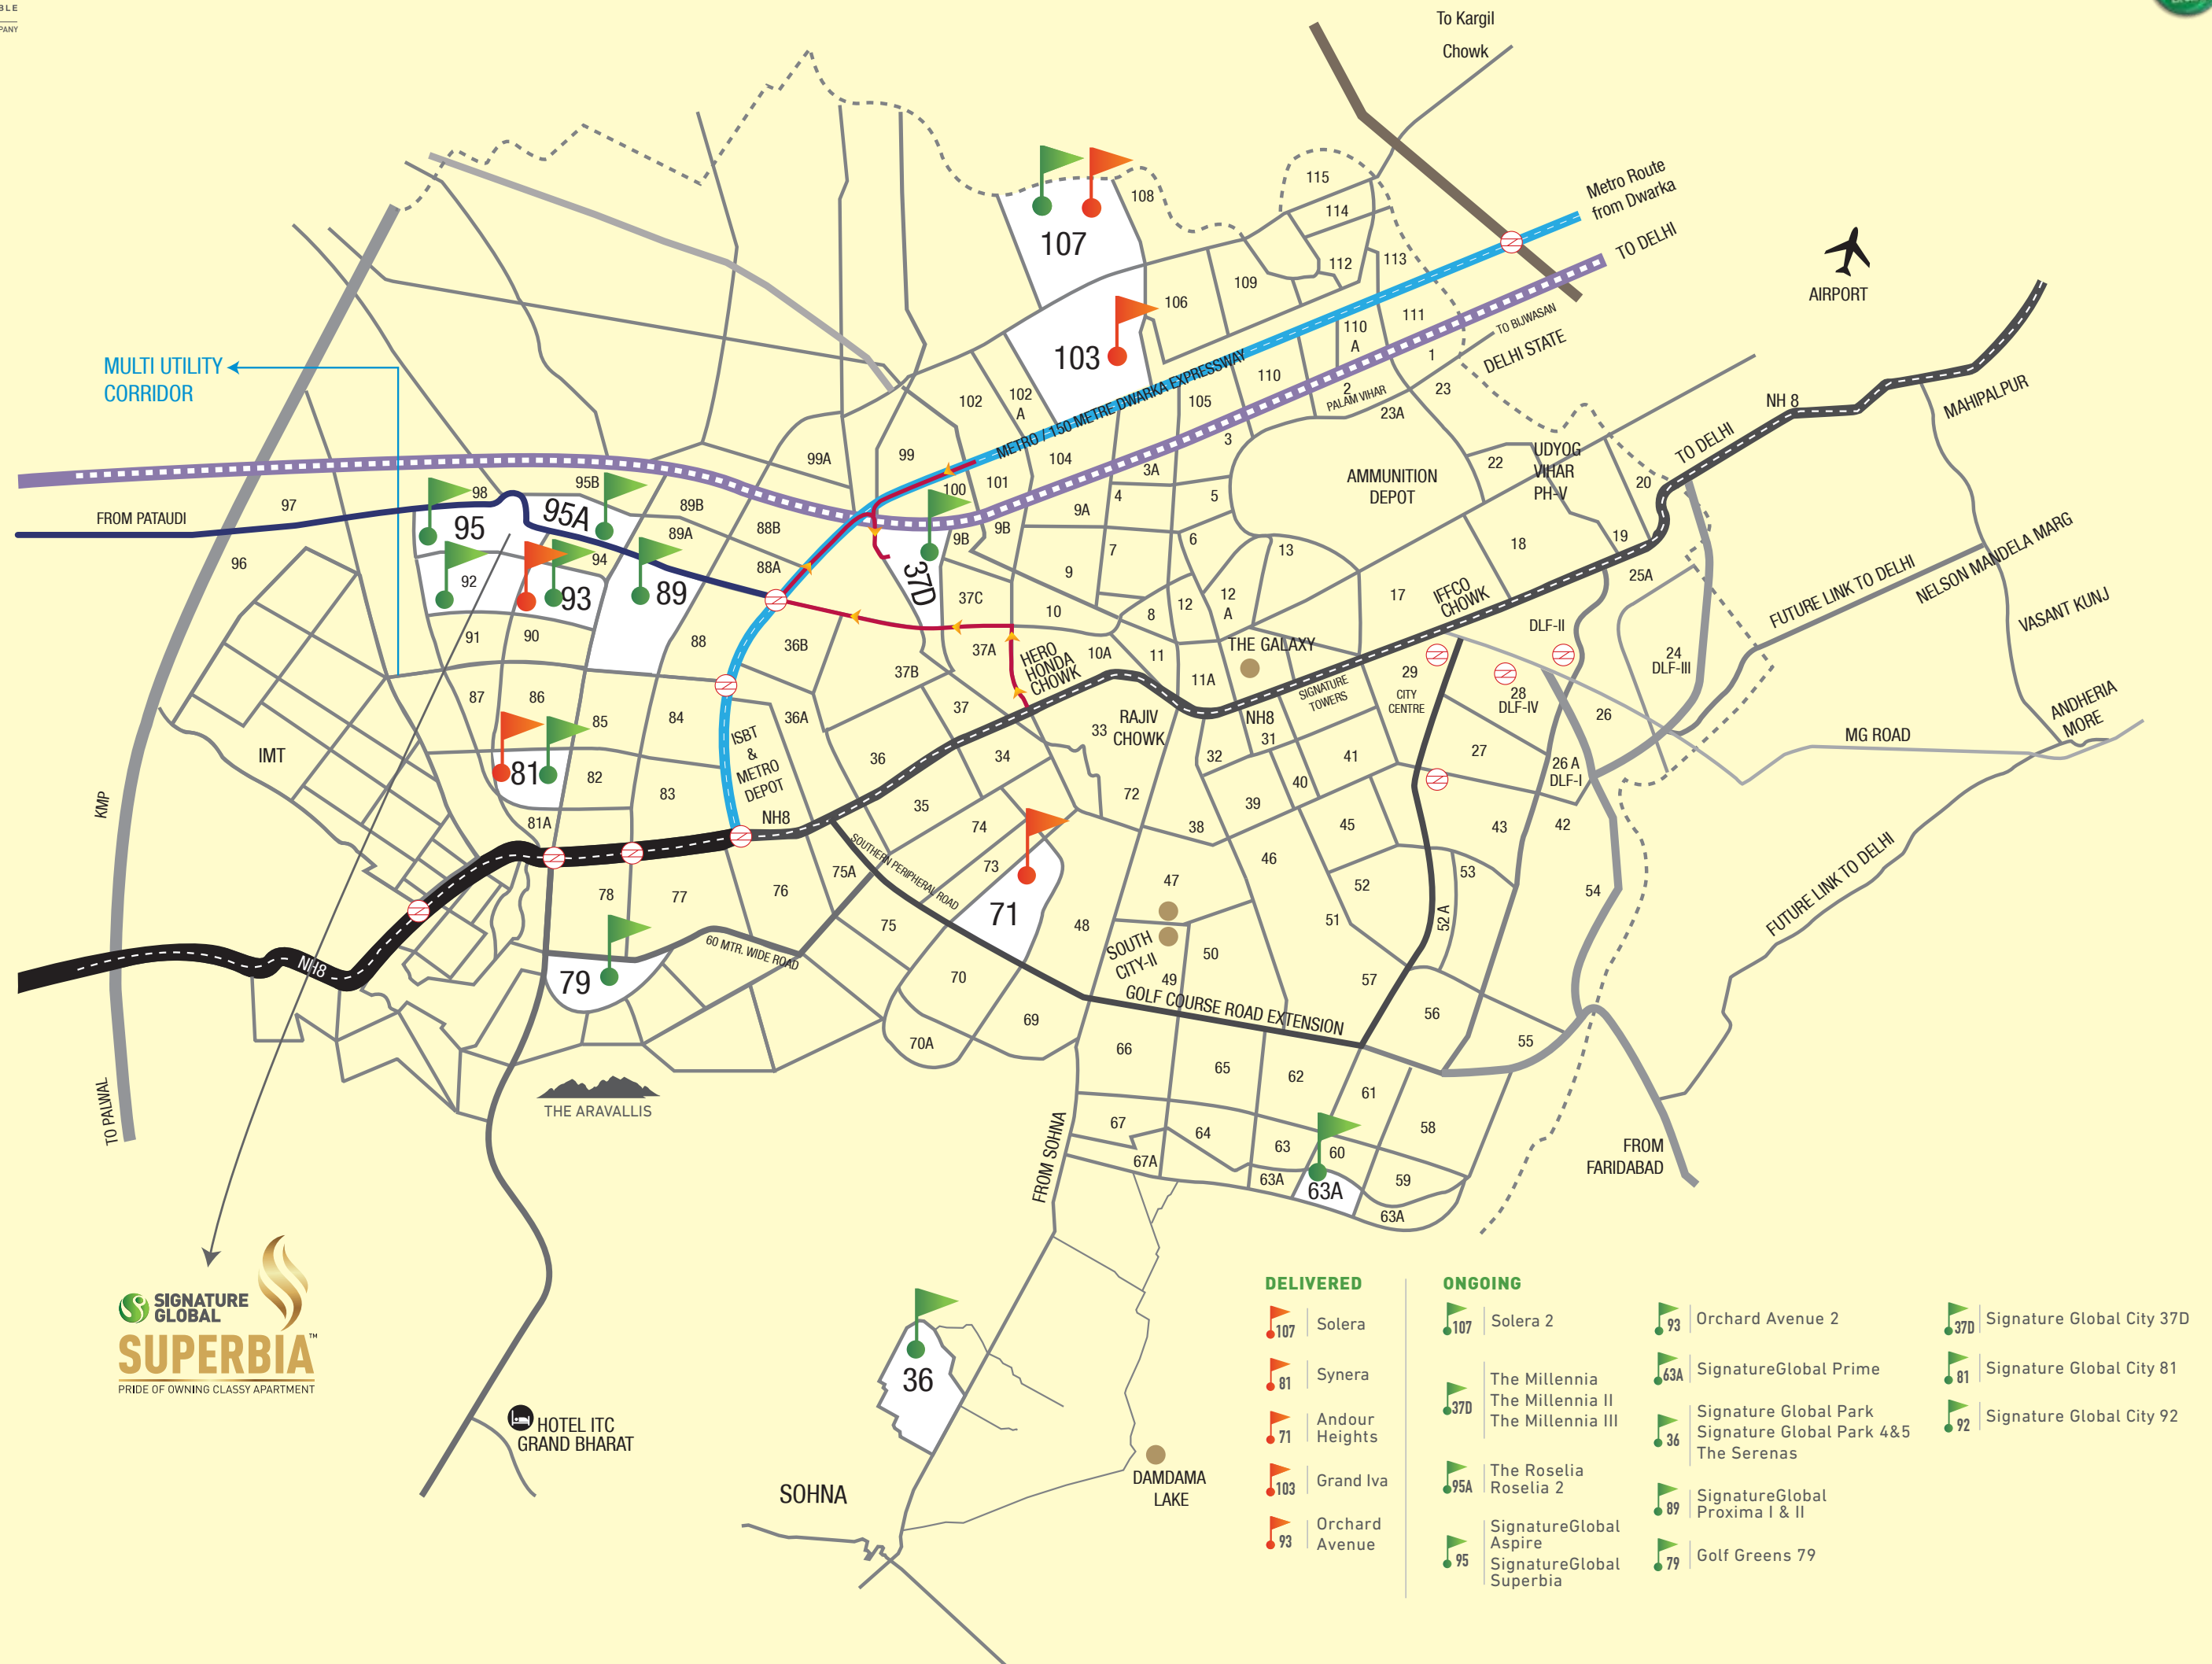 BLE
PANY
To Kargil
Chowk
115
108
114
107
Metro Route
from Dwarka
TO DELHI
112
113
109
106
AIRPORT
111
110
A
TO BIJWASAN
103
MULTI UTILITY
CORRIDOR
DELHI STATE
1
110
2
PALAM VIHAR
23
METRO / 150 METRE DWARKA EXPRESSWAY
102
102
A
105
23A
NH 8
MAHIPALPUR
TO DELHI
3
99A
99
104
3A
22
UDYOG
VIHAR
PH-V
AMMUNITION
DEPOT
20
95B
98
100
101
4
5
97
FROM PATAUDI
95
95A
89B
88B
89A
9B
9B
9A
7
6
13
18
19
96
94
92
93
88A
89
37D
9
25A
FUTURE LINK TO DELHI
NELSON MANDELA MARG
VASANT KUNJ
37C
10
8
12
12
A
17
IFFCO
CHOWK
DLF-II
91
90
88
36B
37A
HERO
HONDA
CHOWK
10A
11
THE GALAXY
37B
11A
SIGNATURE
TOWERS
29
CITY
CENTRE
28
DLF-IV
24
DLF-III
87
86
85
84
36A
37
33
RAJIV
CHOWK
NH8
31
26
ANDHERIA
MORE
MG ROAD
IMT
ISBT
&
METRO
DEPOT
36
34
32
41
27
26 A
DLF-I
81
82
83
35
72
39
40
KMP
81A
NH8
74
38
45
43
42
SOUTHERN PERIPHERAL ROAD
73
46
FUTURE LINK TO DELHI
75A
78
77
76
47
52
53
54
71
75
48
51
52 A
60 MTR. WIDE ROAD
SOUTH
CITY-II
50
49
NH8
79
70
57
GOLF COURSE ROAD EXTENSION
69
56
70A
66
55
65
62
61
THE ARAVALLIS
TO PALWAL
67
64
63
60
58
67A
63A
63A
59
63A
FROM SOHNA
FROM
FARIDABAD
SIGNATURE
GLOBAL
SUPERBIA™
PRIDE OF OWNING CLASSY APARTMENT
36
HOTEL ITC
GRAND BHARAT
SOHNA
DAMDAMA
LAKE
DELIVERED
107 Solera
81 Synera
71 Andour
Heights
103 Grand Iva
93 Orchard
Avenue
ONGOING
107 Solera 2
37D The Millennia
The Millennia II
The Millennia III
95A The Roselia
Roselia 2
95 SignatureGlobal
Aspire
SignatureGlobal
Superbia
93 Orchard Avenue 2
63A SignatureGlobal Prime
36 Signature Global Park
Signature Global Park 4&5
The Serenas
89 SignatureGlobal
Proxima I & II
79 Golf Greens 79
37D Signature Global City 37D
81 Signature Global City 81
92 Signature Global City 92